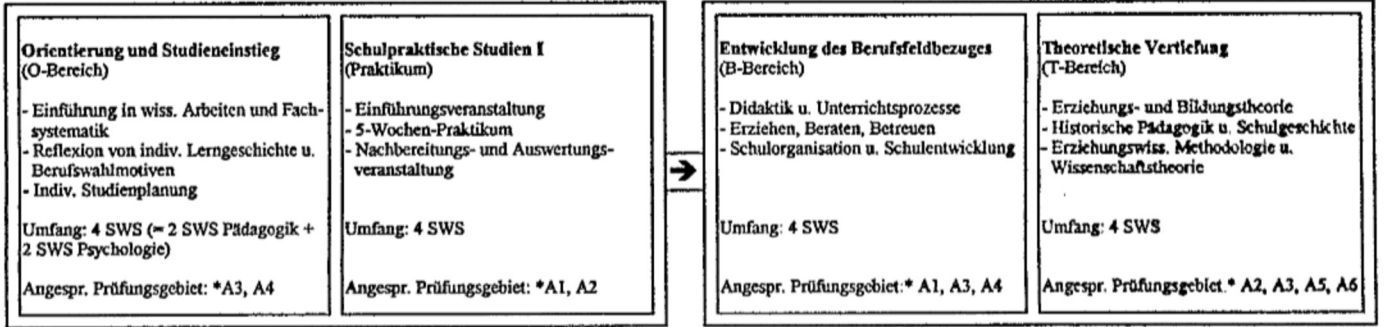 Orientierung und Studieneinstieg
(O-Bereich)
- Einführung in wiss. Arbeiten und Fach-
systematik
- Reflexion von indiv. Lerngeschichte u.
Berufswahlmotiven
- Indiv. Studienplanung
Umfang: 4 SWS (= 2 SWS Pädagogik +
2 SWS Psychologie)
Angespr. Prüfungsgebiet: *A3, A4
Schulpraktische Studien I
(Praktikum)
- Einführungsveranstaltung
- 5-Wochen-Praktikum
- Nachbereitungs- und Auswertungs-
veranstaltung
Umfang: 4 SWS
Angespr. Prüfungsgebiet: *A1, A2
➔
Entwicklung des Berufsfeldbezuges
(B-Bereich)
- Didaktik u. Unterrichtsprozesse
- Erziehen, Beraten, Betreuen
- Schulorganisation u. Schulentwicklung
Umfang: 4 SWS
Angespr. Prüfungsgebiet:* A1, A3, A4
Theoretische Vertiefung
(T-Bereich)
- Erziehungs- und Bildungstheorie
- Historische Pädagogik u. Schulgeschichte
- Erziehungswiss. Methodologie u.
Wissenschaftstheorie
Umfang: 4 SWS
Angespr. Prüfungsgebiet.* A2, A3, A5, A6